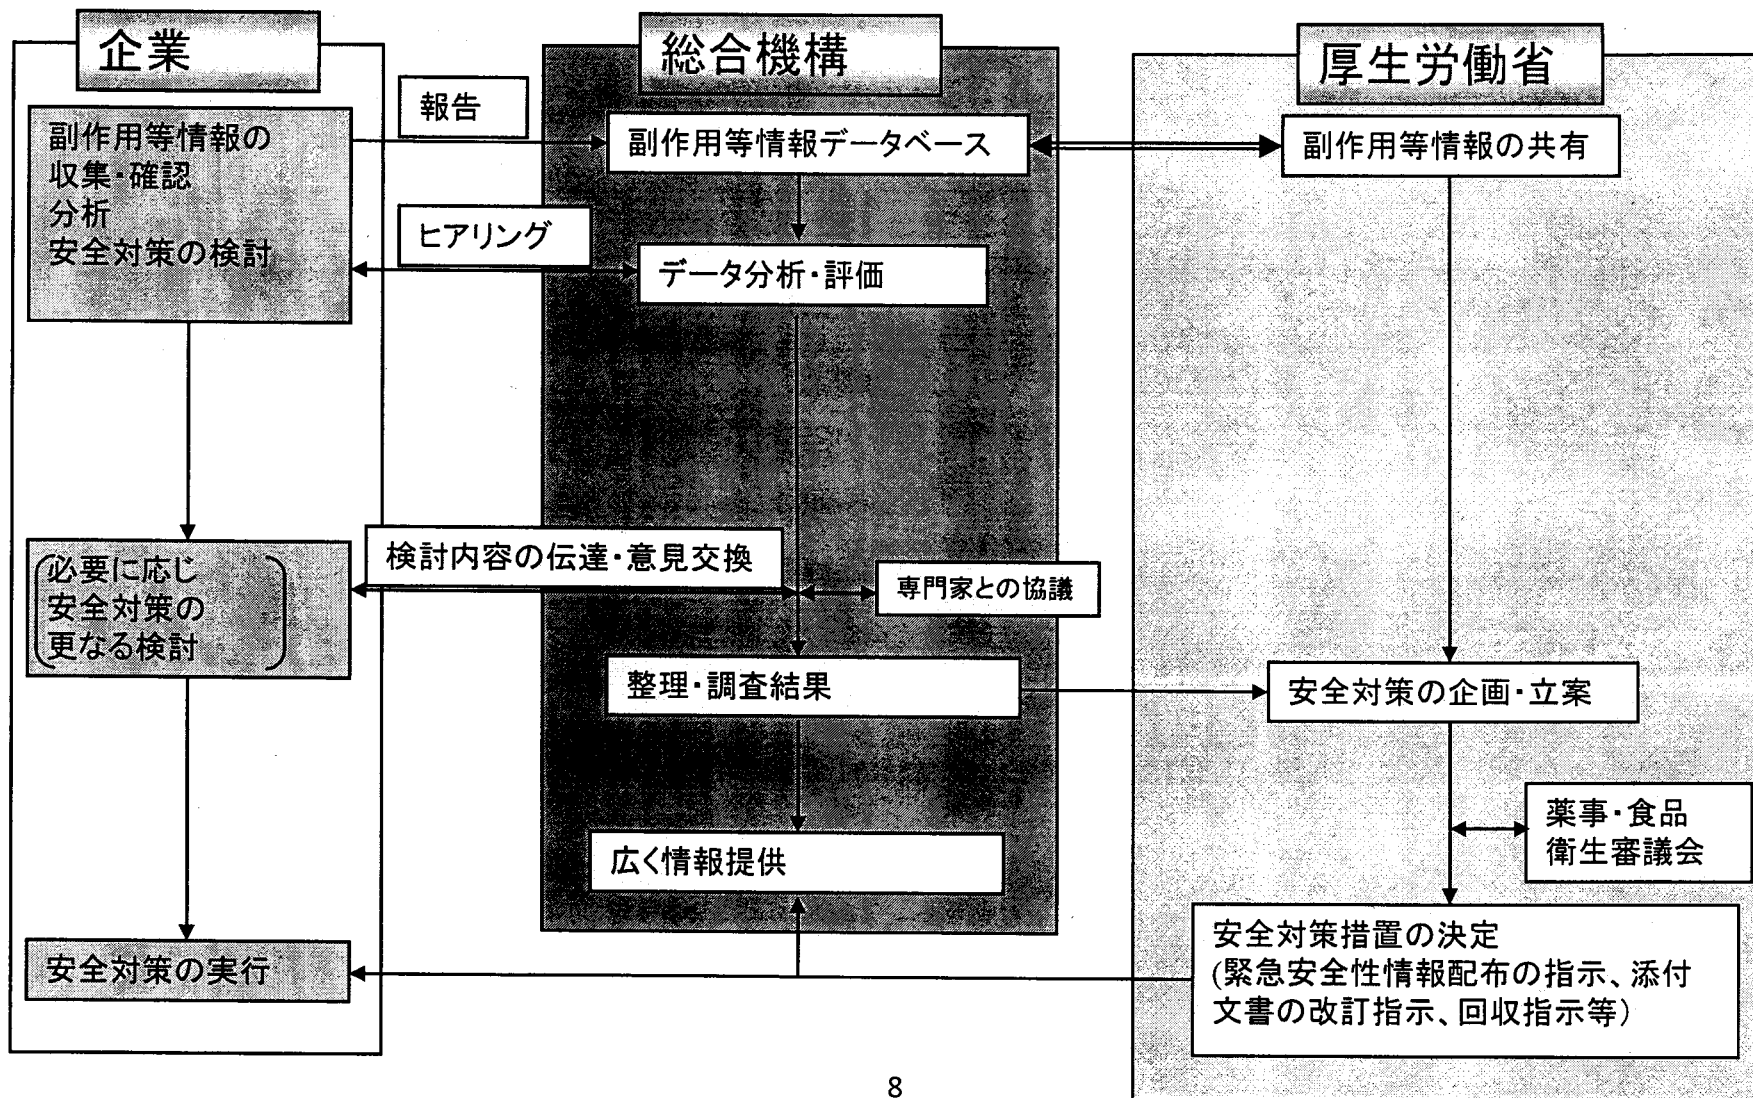 企業
総合機構
厚生労働省
副作用等情報の
収集・確認
分析
安全対策の検討
報告
副作用等情報データベース
副作用等情報の共有
ヒアリング
データ分析・評価
必要に応じ
安全対策の
更なる検討
検討内容の伝達・意見交換
専門家との協議
整理・調査結果
安全対策の企画・立案
薬事・食品
衛生審議会
広く情報提供
安全対策の実行
安全対策措置の決定
(緊急安全性情報配布の指示、添付
文書の改訂指示、回収指示等)
8